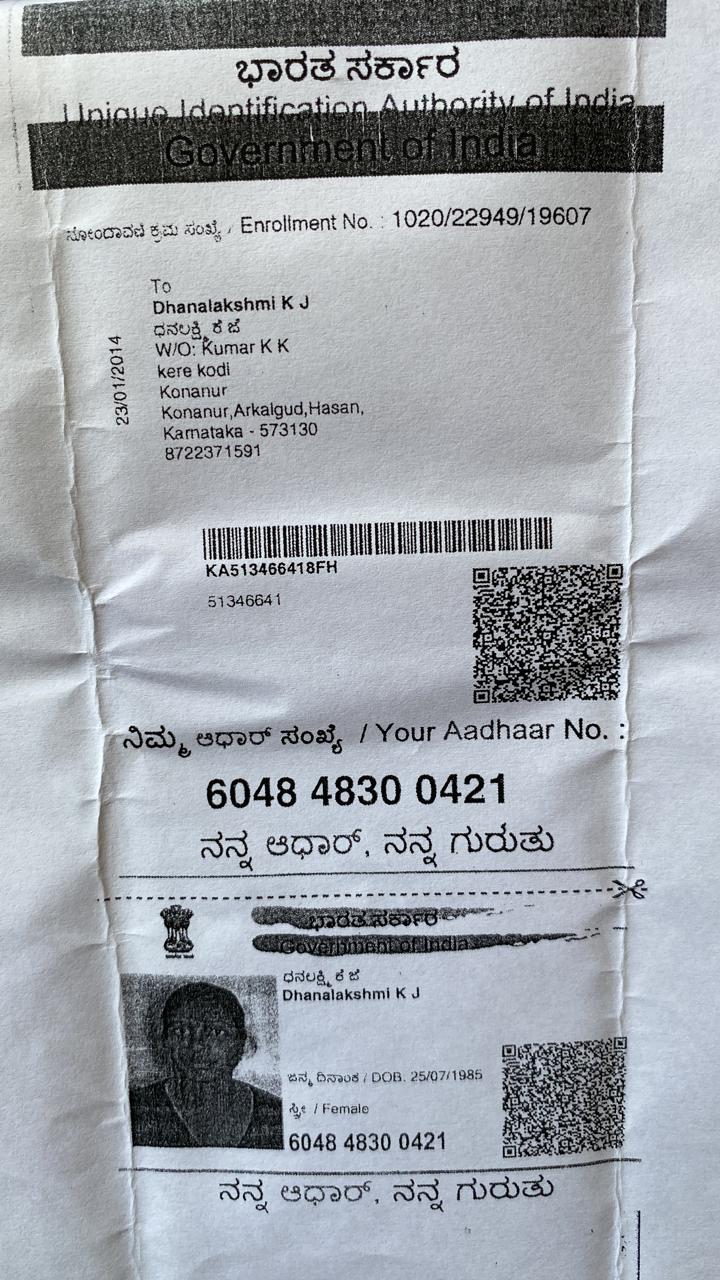 ಭಾರತ ಸರ್ಕಾರ
Unique Identification Authority of India
Government of India
ನೋಂದಾವಣಿ ಕ್ರಮ ಸಂಖ್ಯೆ / Enrollment No. : 1020/22949/19607
23/01/2014
To
Dhanalakshmi K J
ಧನಲಕ್ಷ್ಮಿ ಕೆ ಜೆ
W/O: Kumar K K
kere kodi
Konanur
Konanur,Arkalgud,Hasan,
Karnataka - 573130
8722371591
KA513466418FH
51346641
ನಿಮ್ಮ ಆಧಾರ್ ಸಂಖ್ಯೆ / Your Aadhaar No. :
6048 4830 0421
ನನ್ನ ಆಧಾರ್, ನನ್ನ ಗುರುತು
ಭಾರತ ಸರ್ಕಾರ
Government of India
ಧನಲಕ್ಷ್ಮಿ ಕೆ ಜೆ
Dhanalakshmi K J
ಜನ್ಮ ದಿನಾಂಕ / DOB. 25/07/1985
ಸ್ತ್ರೀ / Female
6048 4830 0421
ನನ್ನ ಆಧಾರ್, ನನ್ನ ಗುರುತು